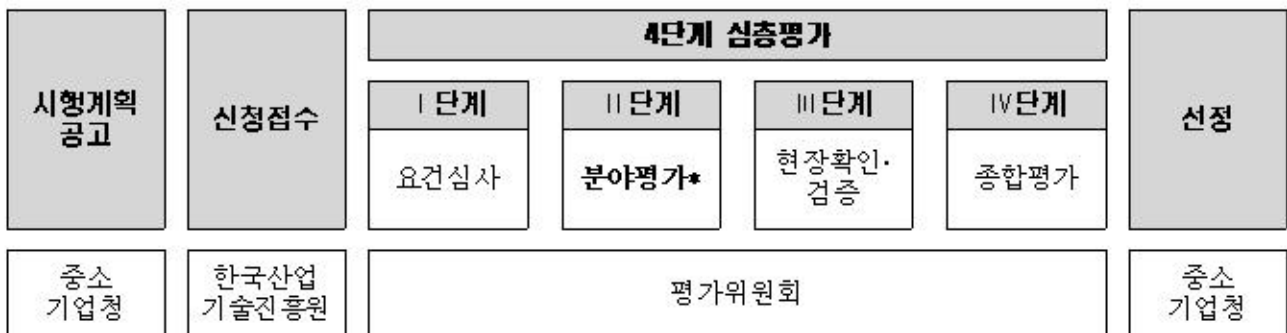 시행계획
공고
신청접수
4단계 심층평가
Ⅰ단계
요건심사
Ⅱ단계
분야평가*
Ⅲ단계
현장확인·
검증
Ⅳ단계
종합평가
선정
중소
기업청
한국산업
기술진흥원
평가위원회
중소
기업청